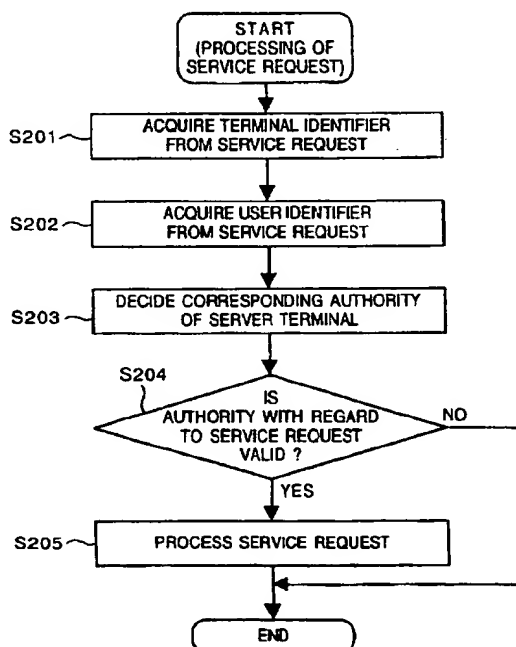 START
(PROCESSING OF
SERVICE REQUEST)
S201
ACQUIRE TERMINAL IDENTIFIER
FROM SERVICE REQUEST
S202
ACQUIRE USER IDENTIFIER
FROM SERVICE REQUEST
S203
DECIDE CORRESPONDING AUTHORITY
OF SERVER TERMINAL
S204
IS
AUTHORITY WITH REGARD
TO SERVICE REQUEST
VALID ?
NO
YES
S205
PROCESS SERVICE REQUEST
END